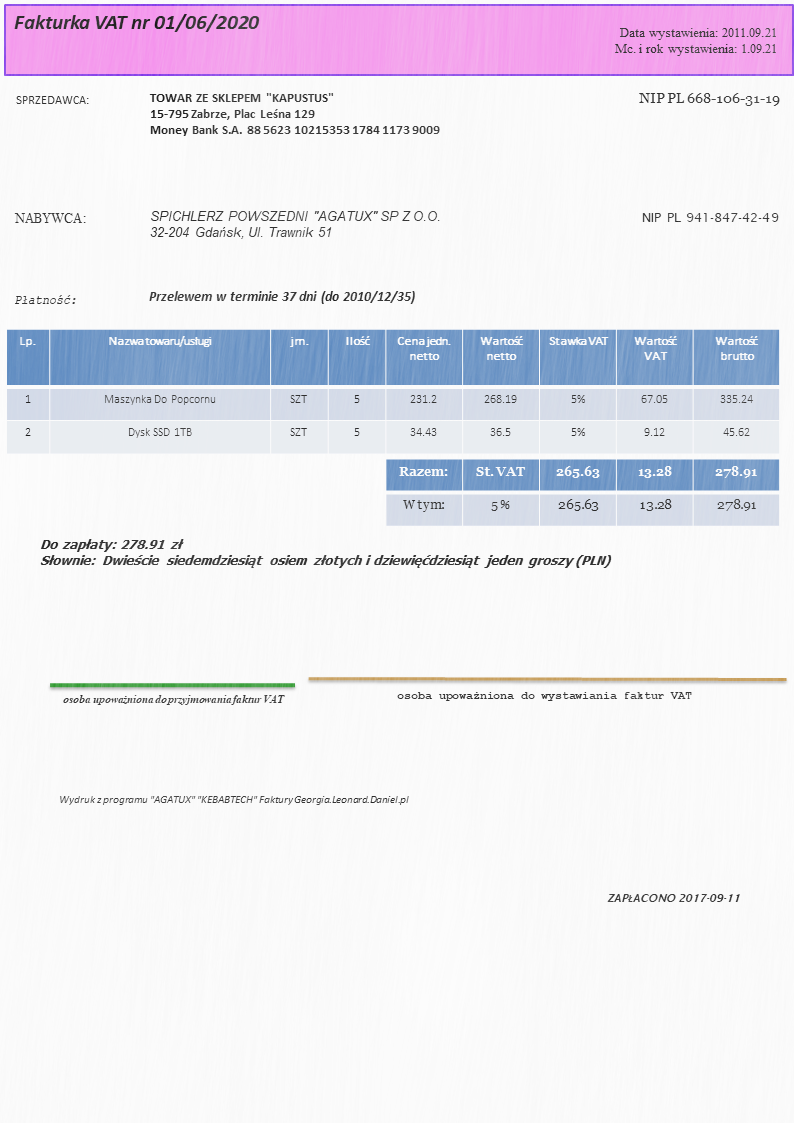 Fakturka VAT nr 01/06/2020
Data wystawienia: 2011.09.21
Mc. i rok wystawienia: 1.09.21
SPRZEDAWCA:
TOWAR ZE SKLEPEM "KAPUSTUS"
15-795 Zabrze, Plac Leśna 129
Money Bank S.A. 88 5623 10215353 1784 1173 9009
NIP PL 668-106-31-19
NABYWCA:
SPICHLERZ POWSZEDNI "AGATUX" SP Z O.O.
32-204 Gdańsk, Ul. Trawnik 51
NIP PL 941-847-42-49
Płatność:
Przelewem w terminie 37 dni (do 2010/12/35)
Lp. Nazwa towaru/usługi jm. Ilość Cena jedn. netto Wartość netto Stawka VAT Wartość VAT Wartość brutto
1 Maszynka Do Popcornu SZT 5 231.2 268.19 5% 67.05 335.24
2 Dysk SSD 1TB SZT 5 34.43 36.5 5% 9.12 45.62
Razem: St. VAT 265.63 13.28 278.91
W tym: 5 % 265.63 13.28 278.91
Do zapłaty: 278.91 zł
Słownie: Dwieście siedemdziesiąt osiem złotych i dziewięćdziesiąt jeden groszy (PLN)
osoba upoważniona do przyjmowania faktur VAT
osoba upoważniona do wystawiania faktur VAT
Wydruk z programu "AGATUX" "KEBABTECH" Faktury Georgia.Leonard.Daniel.pl
ZAPŁACONO 2017-09-11